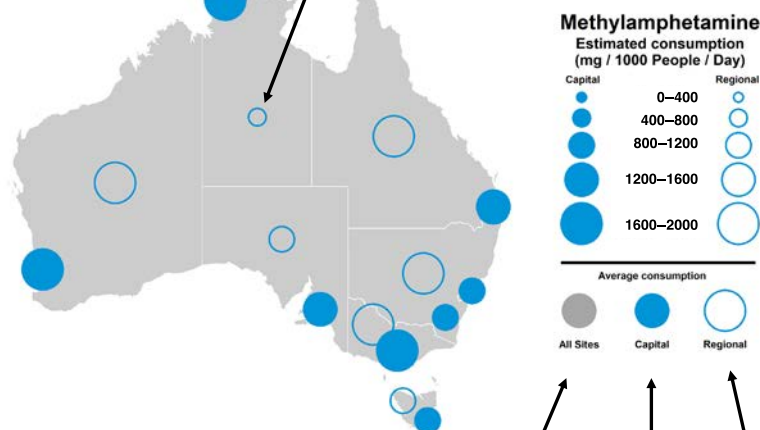 Methylamphetamine
Estimated consumption
(mg / 1000 People / Day)
Capital Regional
0–400
400–800
800–1200
1200–1600
1600–2000
Average consumption
All Sites Capital Regional